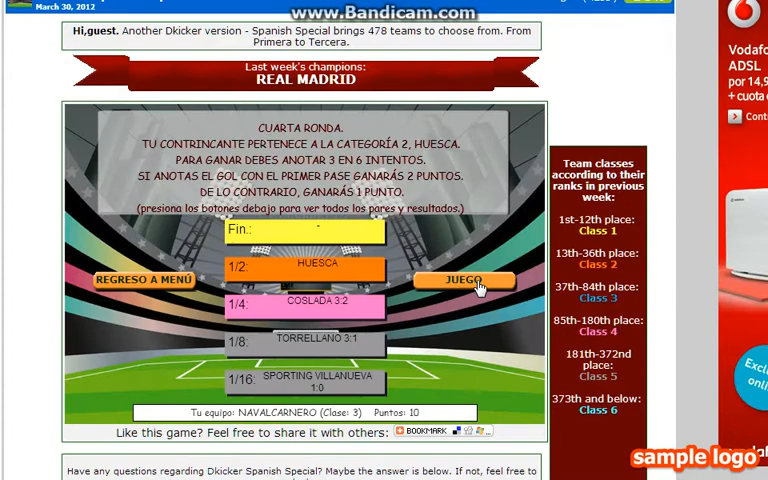 www.Bandicam.com
March 30, 2012
Hi,guest. Another Dkicker version - Spanish Special brings 478 teams to choose from. From
Primera to Tercera.
Last week's champions:
REAL MADRID
CUARTA RONDA.
TU CONTRINCANTE PERTENECE A LA CATEGORÍA 2, HUESCA.
PARA GANAR DEBES ANOTAR 3 EN 6 INTENTOS.
SI ANOTAS EL GOL CON EL PRIMER PASE GANARÁS 2 PUNTOS.
DE LO CONTRARIO, GANARÁS 1 PUNTO.
(presiona los botones debajo para ver todos los pares y resultados.)
Fin.: -
1/2: HUESCA
REGRESO A MENÚ
JUEGO
1/4: COSLADA 3:2
1/8: TORRELLANO 3:1
1/16: SPORTING VILLANUEVA
1:0
Tu equipo: NAVALCARNERO (Clase: 3) Puntos: 10
Like this game? Feel free to share it with others: BOOKMARK
Have any questions regarding Dkicker Spanish Special? Maybe the answer is below. If not, feel free to
Team classes
according to their
ranks in previous
week:
1st-12th place:
Class 1
13th-36th place:
Class 2
37th-84th place:
Class 3
85th-180th place:
Class 4
181th-372nd
place:
Class 5
373th and below:
Class 6
ADSL
por 14,9
+ cuota
sample logo